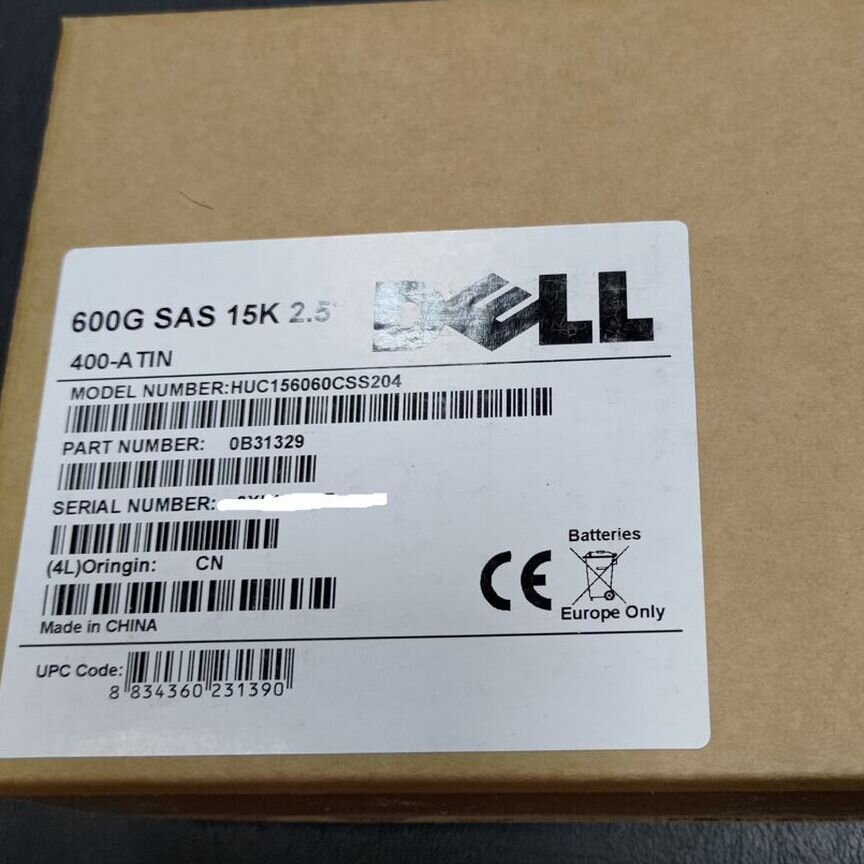 600G SAS 15K 2.5"
DELL
400-ATIN
MODEL NUMBER:HUC156060CSS204
PART NUMBER: 0B31329
SERIAL NUMBER:
(4L)Oringin: CN
Made in CHINA
CE
Batteries
Europe Only
UPC Code:
8 834360 231390